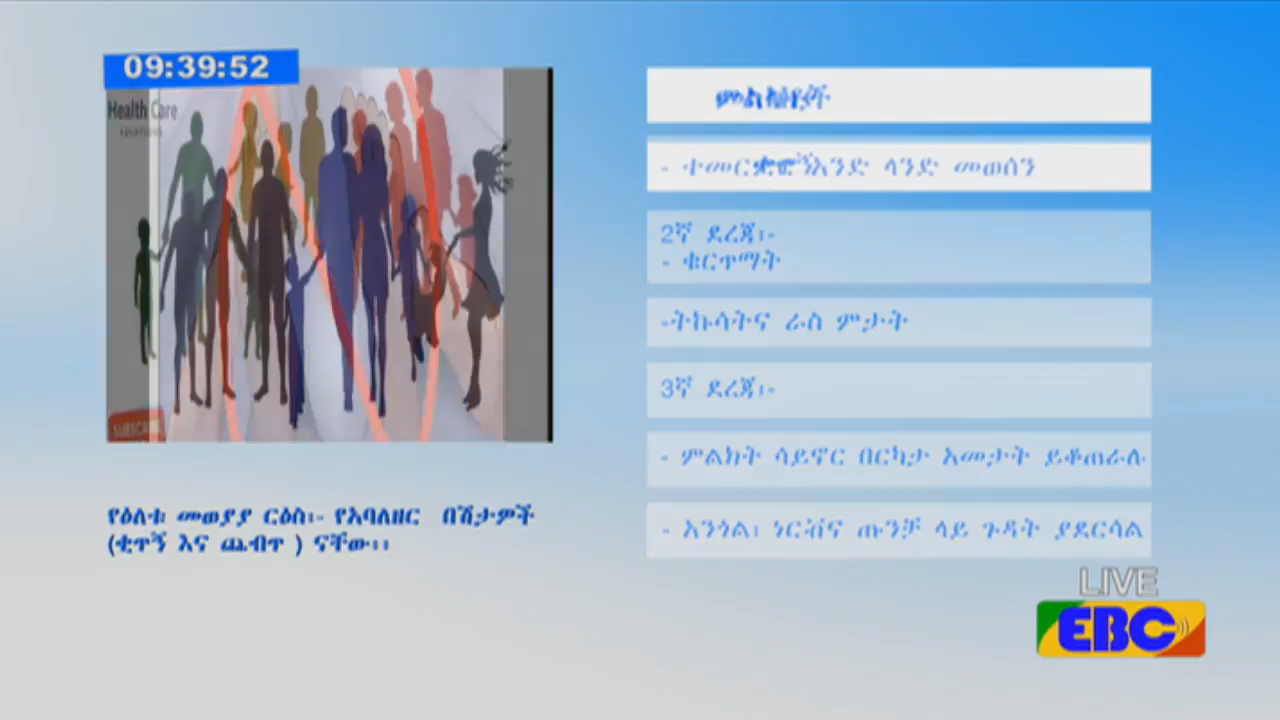 09:39:52
Health Care
SOLUTIONS
SUBSCRIBE
የዕለቱ መወያያ ርዕስ፡- የአባለዘር በሽታዎች
(ቂጥኝ እና ጨብጥ ) ናቸው፡፡
እንድ ላንድ መወሰን
2ኛ ደረጃ፡-
- ቁርጥማት
-ትኩሳትና ራስ ምታት
3ኛ ደረጃ፡-
- ምልክት ሳይኖር በርካታ አመታት ይቆጠራሉ
- አንጎል፣ ነርቭና ጡንቻ ላይ ጉዳት ያደርሳል
LIVE
EBC